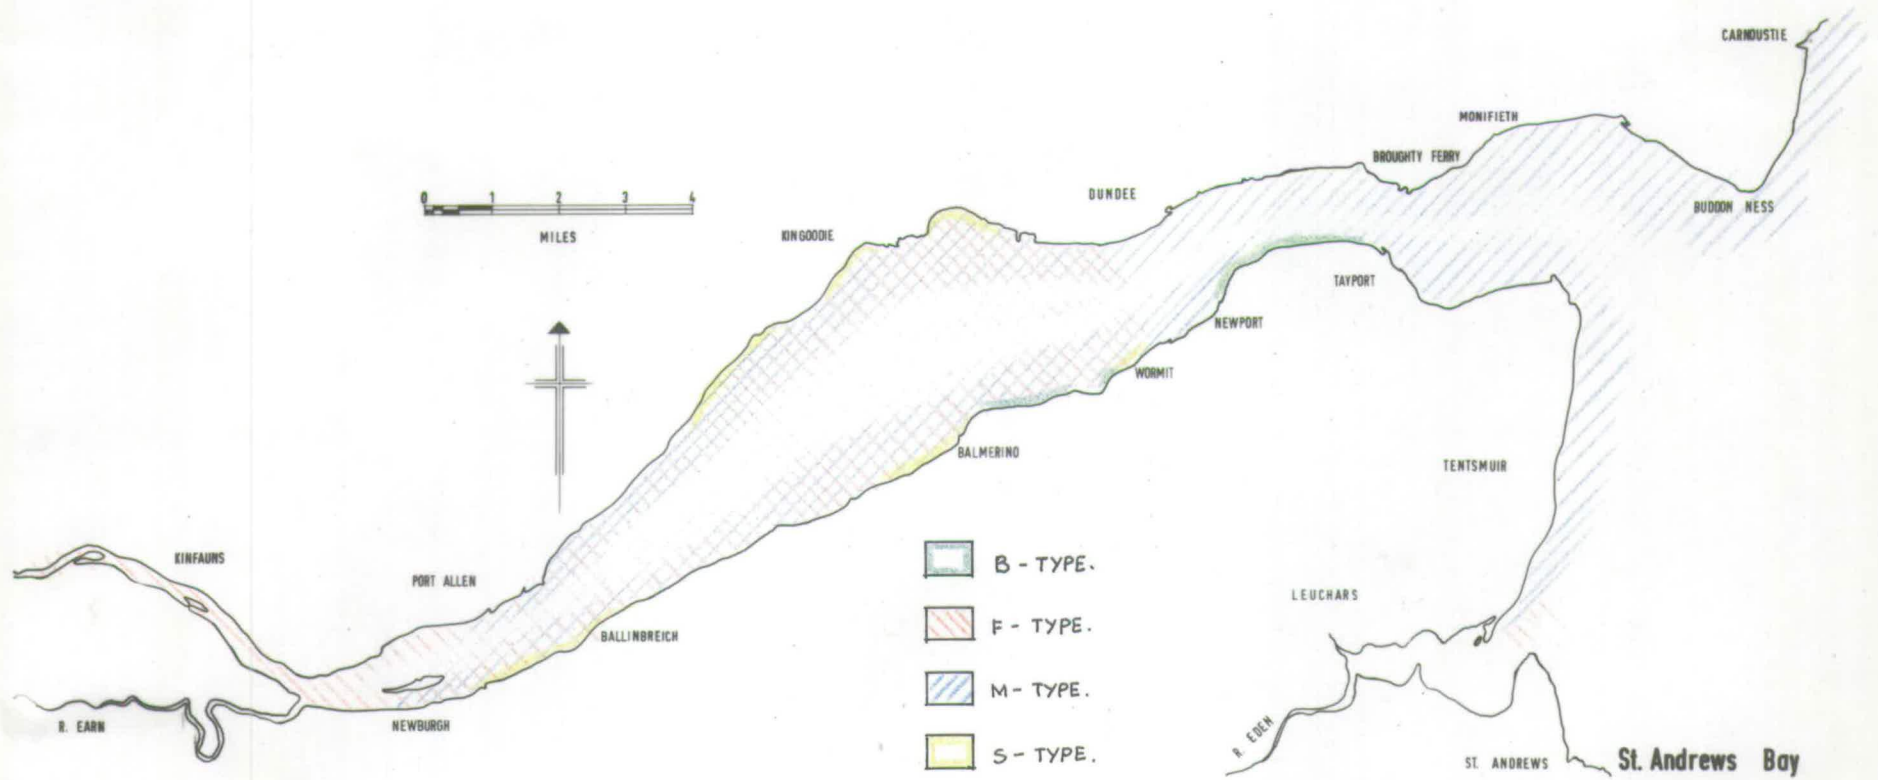 CARNOUSTIE
MONIFIETH
BROUGHTY FERRY
DUNDEE
BUDDON NESS
0 1 2 3 4
MILES
KINGOODIE
TAYPORT
NEWPORT
WORMIT
BALMERINO
TENTSMUIR
KINFAUNS
PORT ALLEN
BALLINBREICH
LEUCHARS
R. EARN
NEWBURGH
B - TYPE.
F - TYPE.
M - TYPE.
S - TYPE.
R. EDEN
ST. ANDREWS
St. Andrews Bay